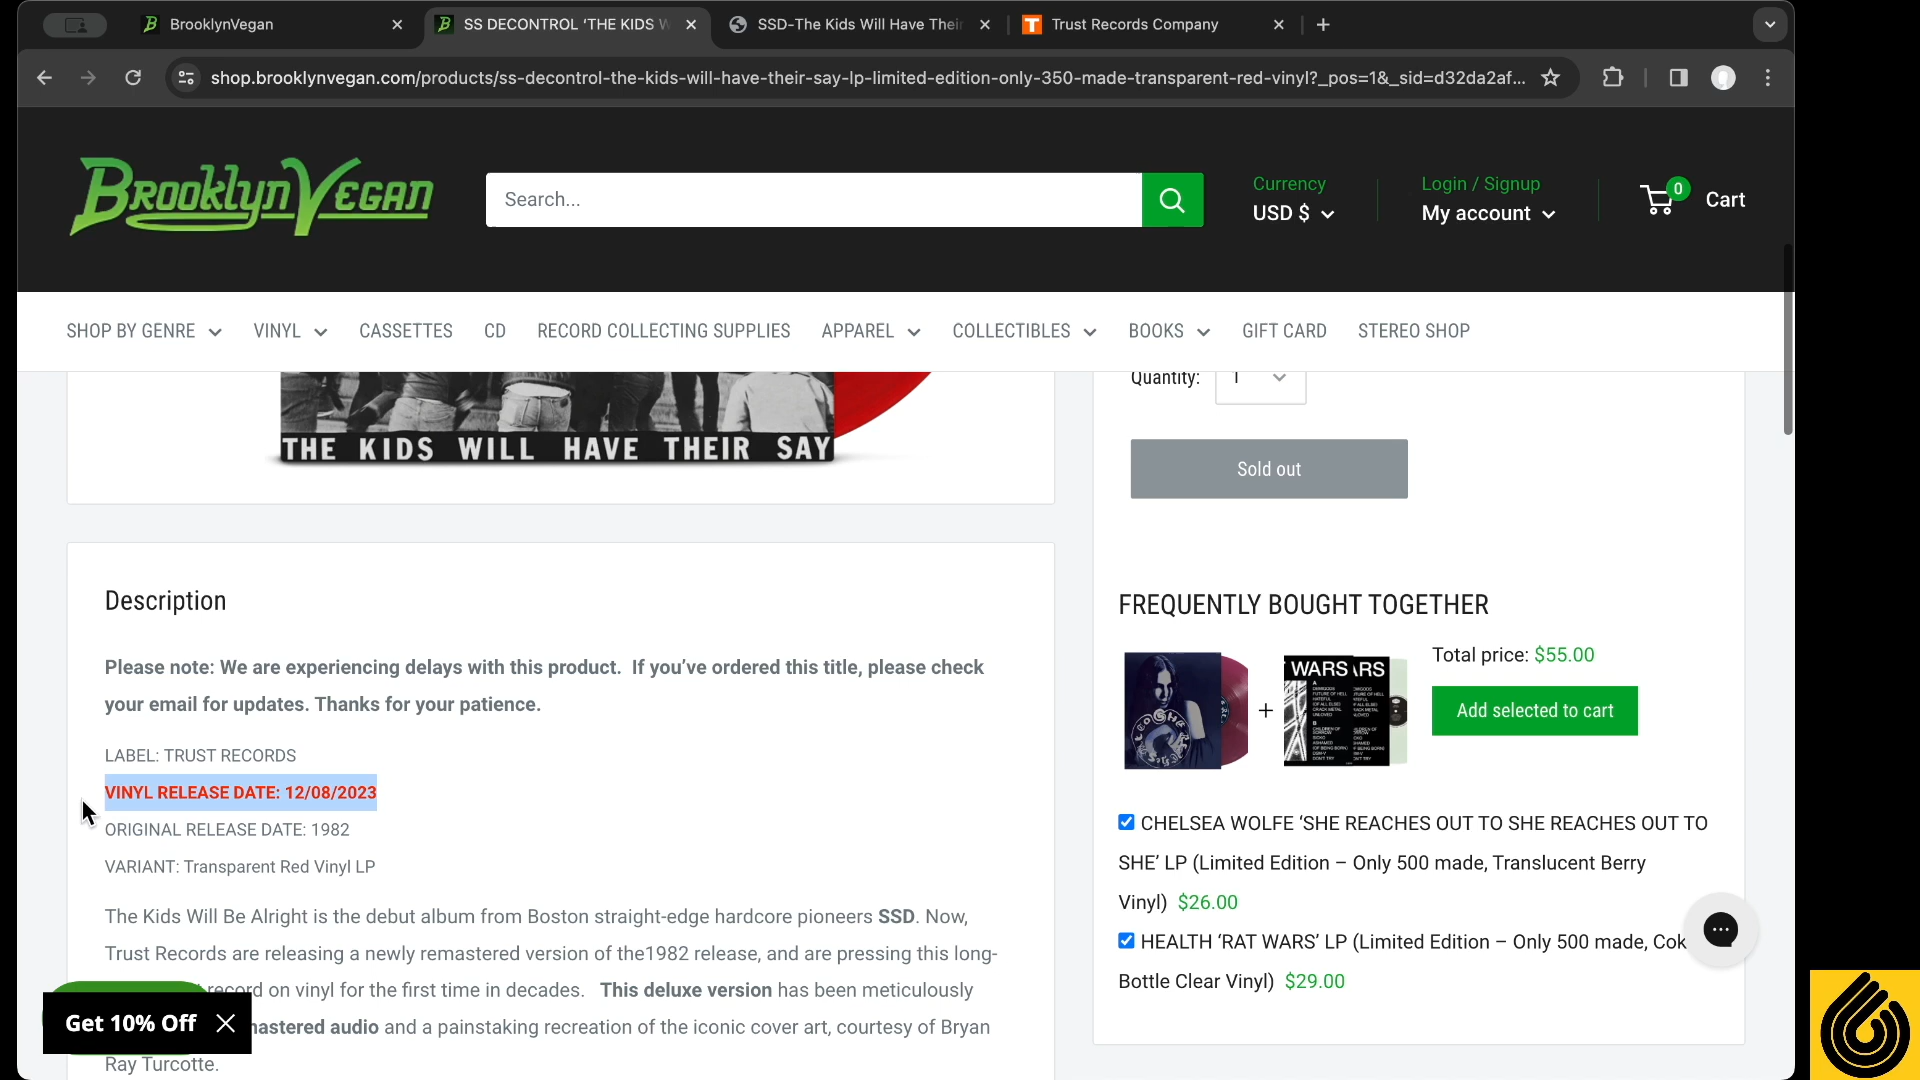 BrooklynVegan
SS DECONTROL ‘THE KIDS W
SSD-The Kids Will Have Their
Trust Records Company
shop.brooklynvegan.com/products/ss-decontrol-the-kids-will-have-their-say-lp-limited-edition-only-350-made-transparent-red-vinyl?_pos=1&_sid=d32da2af...
BROOKLYNVEGAN
Search...
Currency
USD $
Login / Signup
My account
0
Cart
SHOP BY GENRE
VINYL
CASSETTES
CD
RECORD COLLECTING SUPPLIES
APPAREL
COLLECTIBLES
BOOKS
GIFT CARD
STEREO SHOP
THE KIDS WILL HAVE THEIR SAY
Quantity:
1
Sold out
Description
Please note: We are experiencing delays with this product. If you’ve ordered this title, please check
your email for updates. Thanks for your patience.
LABEL: TRUST RECORDS
VINYL RELEASE DATE: 12/08/2023
ORIGINAL RELEASE DATE: 1982
VARIANT: Transparent Red Vinyl LP
The Kids Will Be Alright is the debut album from Boston straight-edge hardcore pioneers SSD. Now,
Trust Records are releasing a newly remastered version of the1982 release, and are pressing this long-
record on vinyl for the first time in decades. This deluxe version has been meticulously
mastered audio and a painstaking recreation of the iconic cover art, courtesy of Bryan
Ray Turcotte.
Get 10% Off
FREQUENTLY BOUGHT TOGETHER
WARS
ARS
+
Total price: $55.00
Add selected to cart
CHELSEA WOLFE ‘SHE REACHES OUT TO SHE REACHES OUT TO
SHE’ LP (Limited Edition – Only 500 made, Translucent Berry
Vinyl) $26.00
HEALTH ‘RAT WARS’ LP (Limited Edition – Only 500 made, Cok
Bottle Clear Vinyl) $29.00